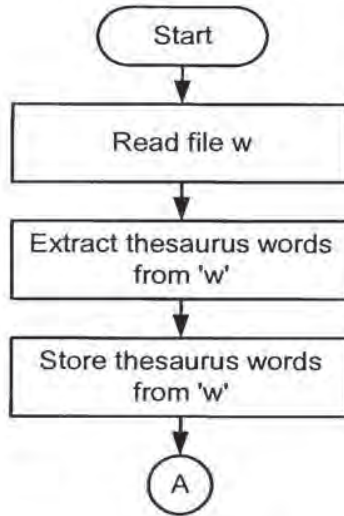 Start
Read file w
Extract thesaurus words
from 'w'
Store thesaurus words
from 'w'
A